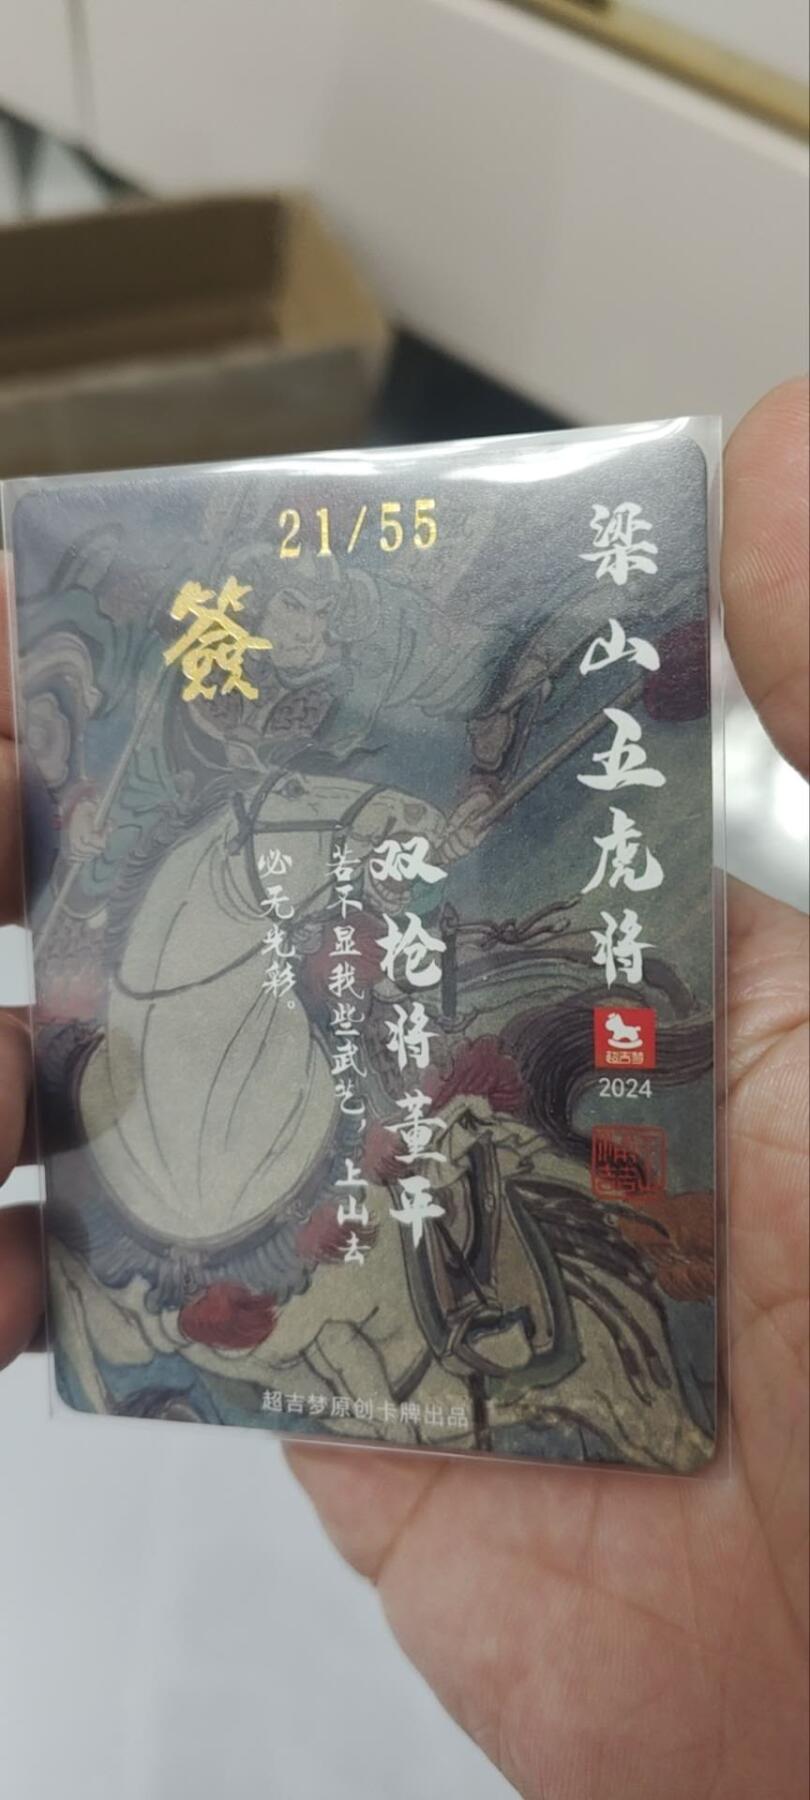 21/55
簽
梁山五虎将
超吉梦
2024
双枪将董平
若不显我些武艺，上山去
必无光彩。
超吉梦原创卡牌出品